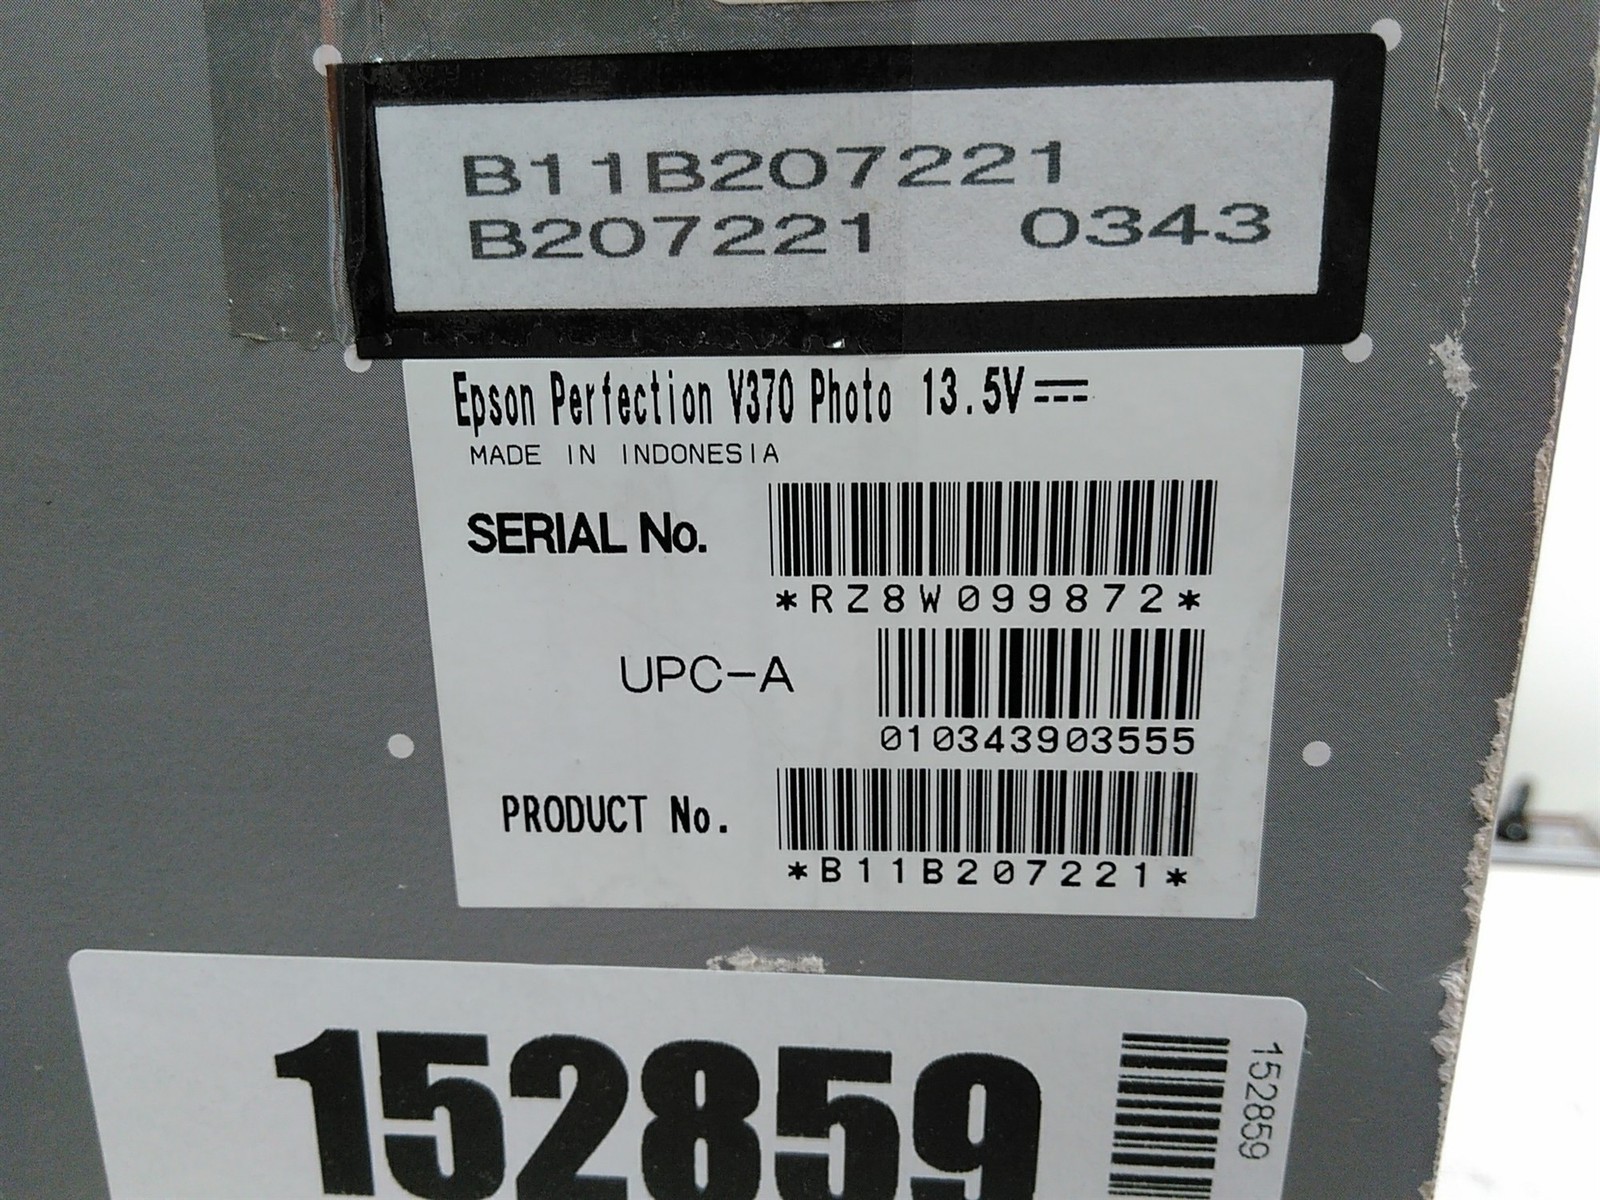 B11B207221
B207221 0343
Epson Perfection V370 Photo 13.5V
MADE IN INDONESIA
SERIAL No.
*RZ8W099872*
UPC-A
010343903555
PRODUCT No.
*B11B207221*
152859
152859